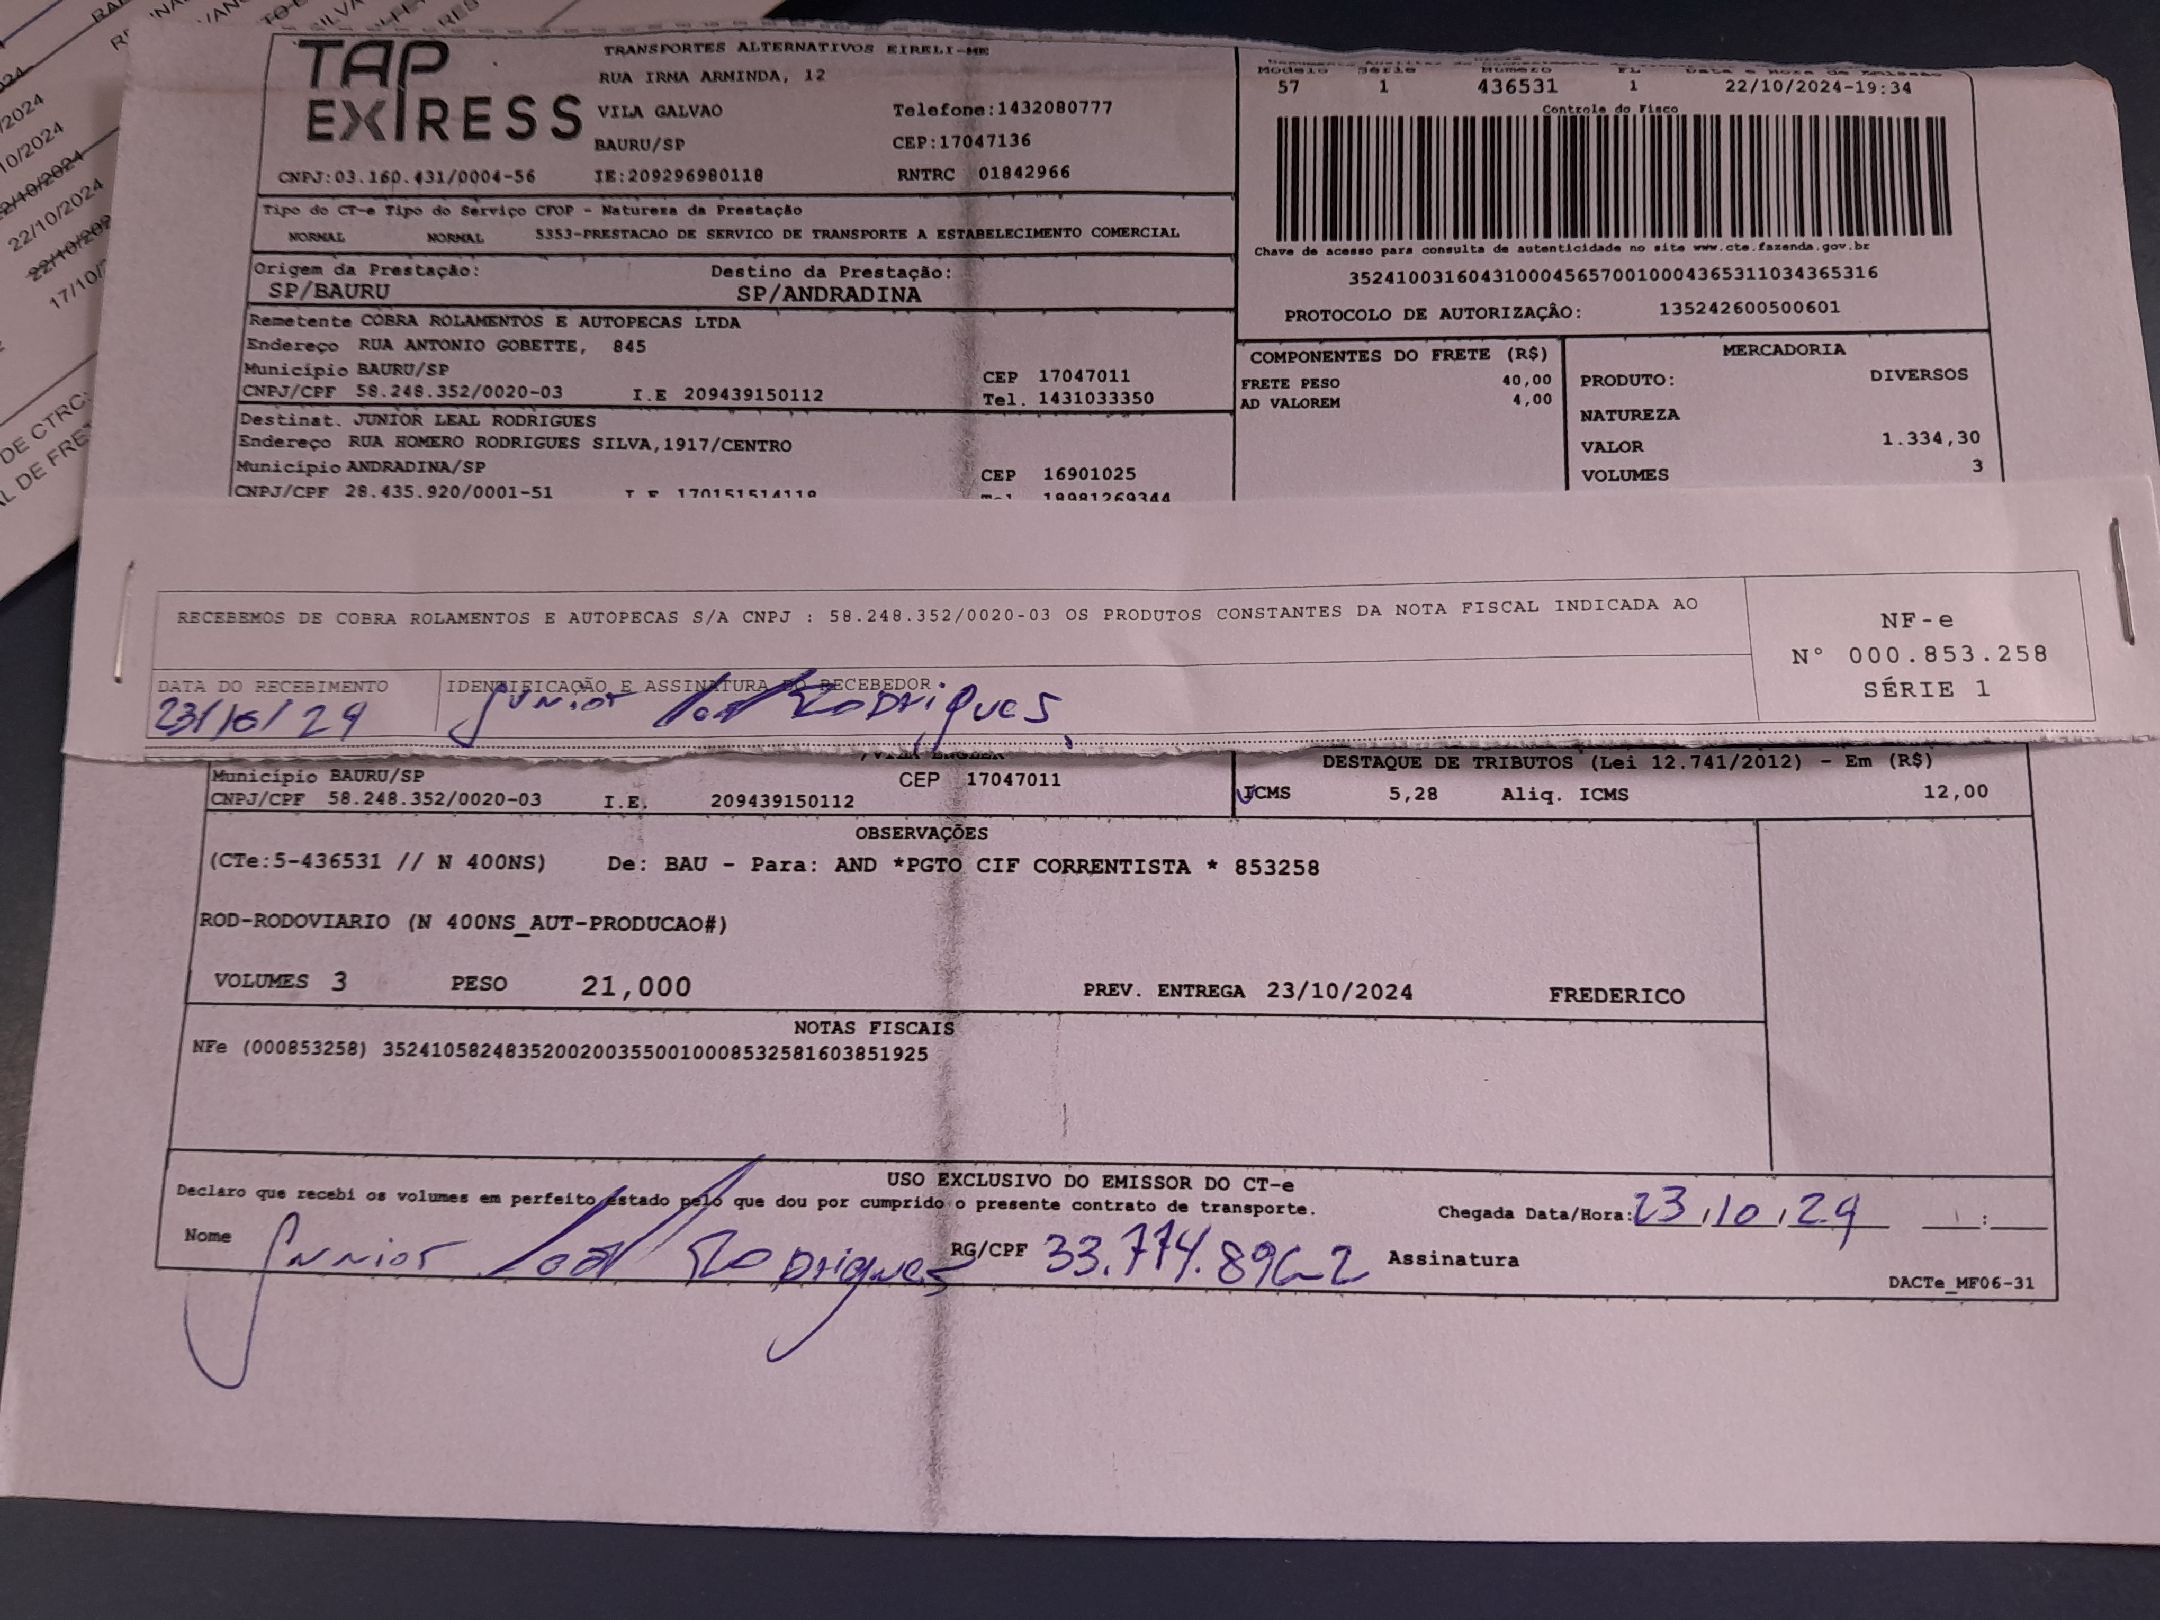 TAP EXPRESS
TRANSPORTES ALTERNATIVOS EIRELI-ME
RUA IRMA ARMINDA, 12
VILA GALVAO Telefone:1432080777
BAURU/SP CEP:17047136
CNPJ:03.160.431/0004-56 IE:209296980118 RNTRC 01842966
Modelo Série Número FL Data e Hora de Emissão
57 1 436531 1 22/10/2024-19:34
Controle do Fisco
Chave de acesso para consulta de autenticidade no site www.cte.fazenda.gov.br
35241003160431000456570010004365311034365316
PROTOCOLO DE AUTORIZAÇÂO: 135242600500601
Tipo do CT-e Tipo do Serviço CFOP - Natureza da Prestação
NORMAL NORMAL 5353-PRESTACAO DE SERVICO DE TRANSPORTE A ESTABELECIMENTO COMERCIAL
Origem da Prestação: Destino da Prestação:
SP/BAURU SP/ANDRADINA
Remetente COBRA ROLAMENTOS E AUTOPECAS LTDA
Endereço RUA ANTONIO GOBETTE, 845
Município BAURU/SP CEP 17047011
CNPJ/CPF 58.248.352/0020-03 I.E 209439150112 Tel. 1431033350
Destinat. JUNIOR LEAL RODRIGUES
Endereço RUA HOMERO RODRIGUES SILVA,1917/CENTRO
Município ANDRADINA/SP CEP 16901025
CNPJ/CPF 28.435.920/0001-51 I.E 170151514118 Tel 18981269344
COMPONENTES DO FRETE (R$)
FRETE PESO 40,00
AD VALOREM 4,00
MERCADORIA
PRODUTO: DIVERSOS
NATUREZA
VALOR 1.334,30
VOLUMES 3
RECEBEMOS DE COBRA ROLAMENTOS E AUTOPECAS S/A CNPJ : 58.248.352/0020-03 OS PRODUTOS CONSTANTES DA NOTA FISCAL INDICADA AO
NF-e
N° 000.853.258
SÉRIE 1
DATA DO RECEBIMENTO IDENTIFICAÇÃO E ASSINATURA DO RECEBEDOR
23/10/24 Junior Leal Rodrigues
Município BAURU/SP CEP 17047011
CNPJ/CPF 58.248.352/0020-03 I.E. 209439150112
DESTAQUE DE TRIBUTOS (Lei 12.741/2012) - Em (R$)
ICMS 5,28 Aliq. ICMS 12,00
OBSERVAÇÕES
(CTe:5-436531 // N 400NS) De: BAU - Para: AND *PGTO CIF CORRENTISTA * 853258
ROD-RODOVIARIO (N 400NS_AUT-PRODUCAO#)
VOLUMES 3 PESO 21,000 PREV. ENTREGA 23/10/2024 FREDERICO
NOTAS FISCAIS
NFe (000853258) 35241058248352002003550010008532581603851925
USO EXCLUSIVO DO EMISSOR DO CT-e
Declaro que recebi os volumes em perfeito estado pelo que dou por cumprido o presente contrato de transporte. Chegada Data/Hora: 23/10/24 :
Nome Junior Leal Rodrigues RG/CPF 33.774.896-2 Assinatura
DACTe_MF06-31